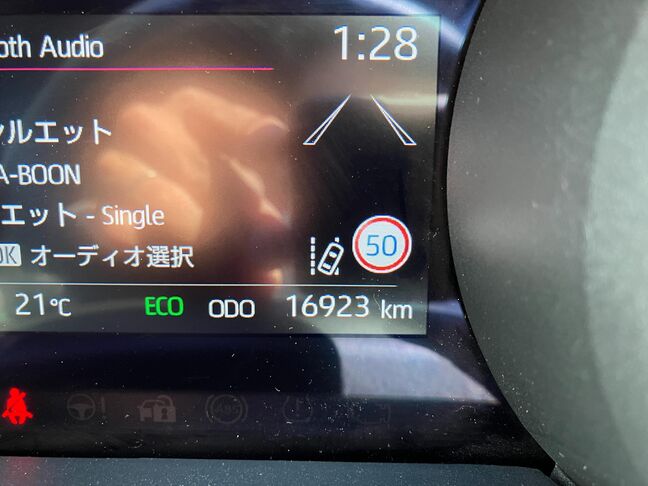 oth Audio
1:28
ルエット
A-BOON
エット - Single
OK オーディオ選択
50
21℃ ECO ODO 16923 km
ABS